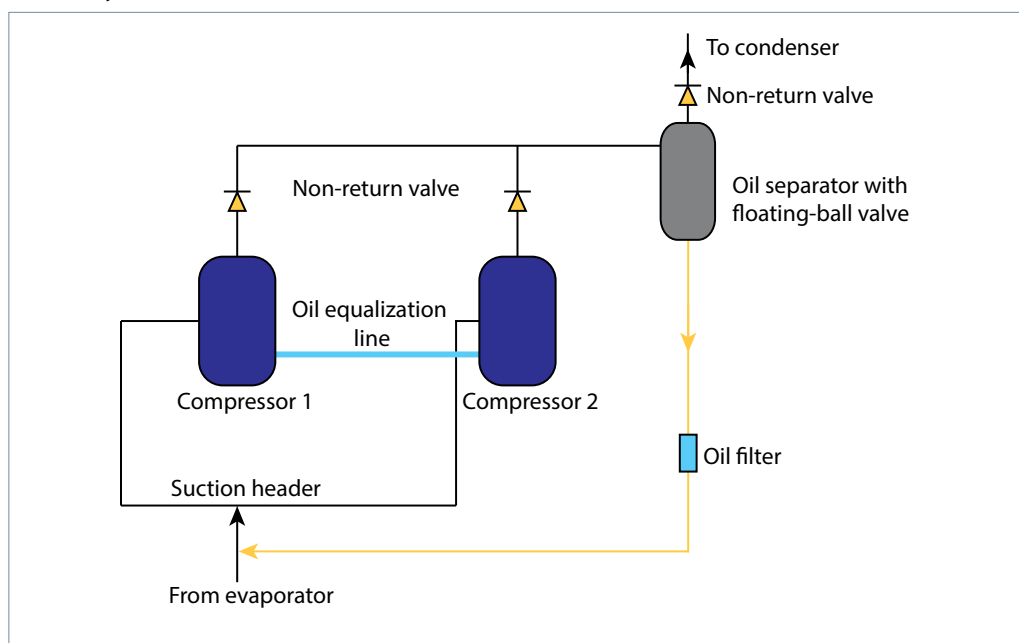 To condenser
Non-return valve
Non-return valve
Oil separator with
floating-ball valve
Oil equalization
line
Compressor 1
Compressor 2
Oil filter
Suction header
From evaporator